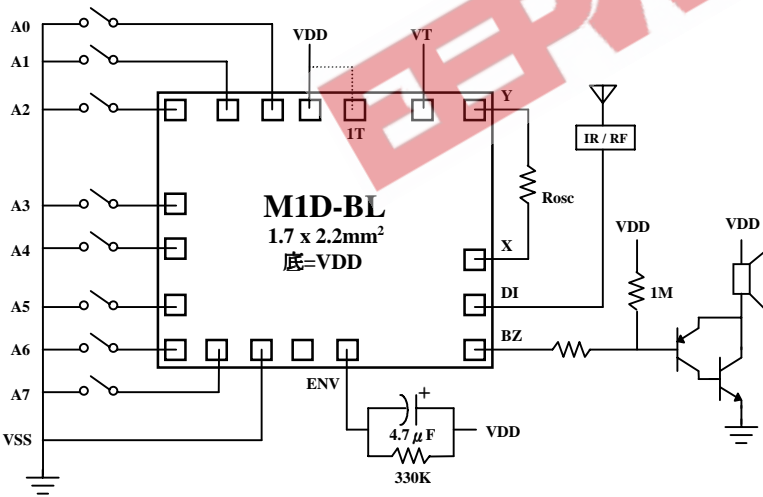 A0
A1
A2
A3
A4
A5
A6
A7
VSS
VDD
VT
1T
Y
Rosc
X
DI
BZ
ENV
M1D-BL
1.7 x 2.2mm²
底=VDD
IR / RF
VDD
1M
VDD
4.7 μ F
+
VDD
330K